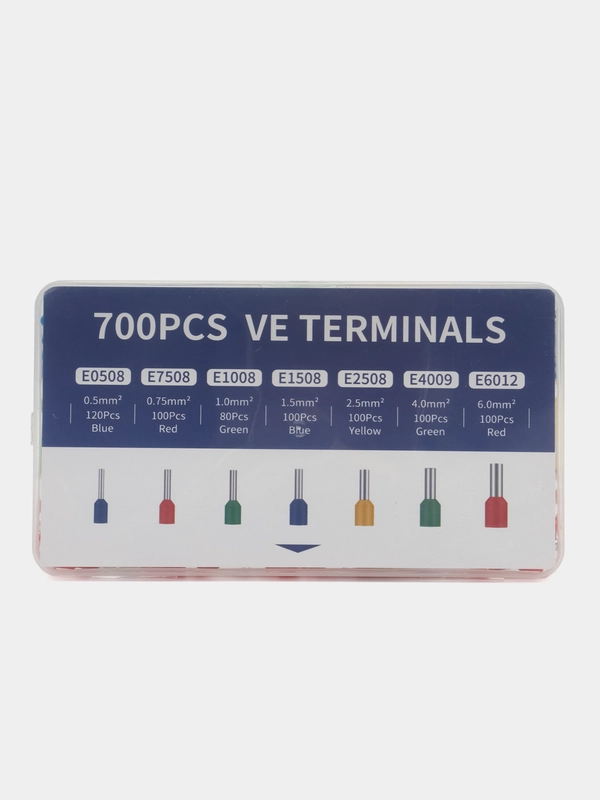 700PCS VE TERMINALS
E0508 E7508 E1008 E1508 E2508 E4009 E6012
0.5mm² 0.75mm² 1.0mm² 1.5mm² 2.5mm² 4.0mm² 6.0mm²
120Pcs 100Pcs 80Pcs 100Pcs 100Pcs 100Pcs 100Pcs
Blue Red Green Blue Yellow Green Red